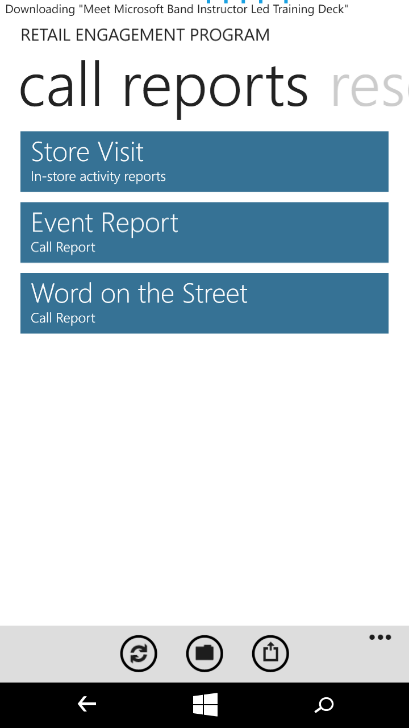 Downloading "Meet Microsoft Band Instructor Led Training Deck"
RETAIL ENGAGEMENT PROGRAM
call reports res
Store Visit
In-store activity reports
Event Report
Call Report
Word on the Street
Call Report